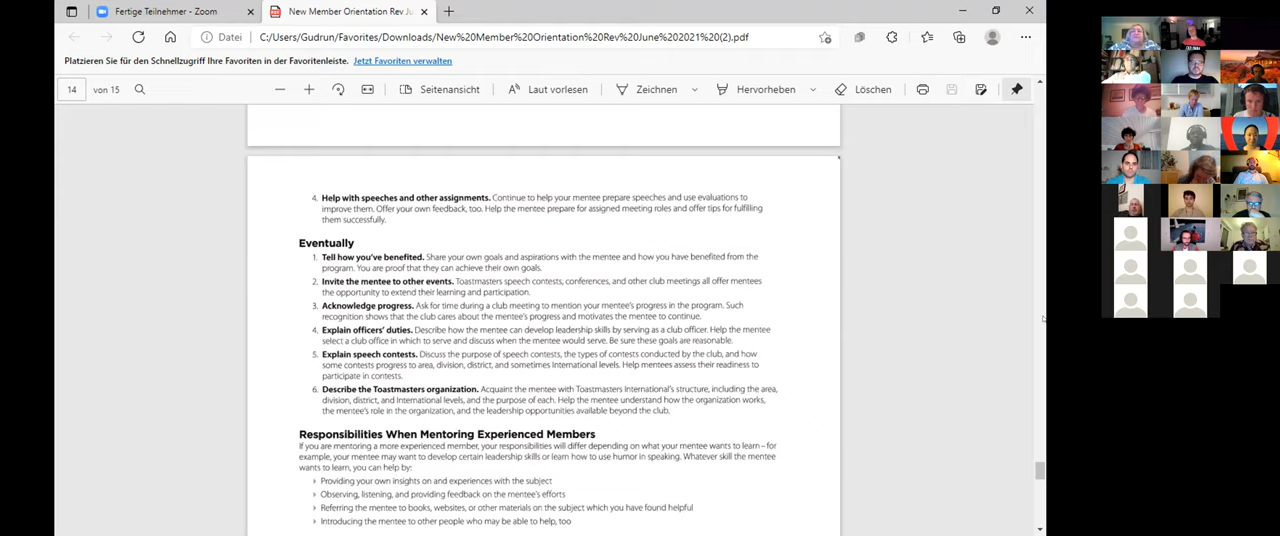 Fertige Teilnehmer - Zoom
New Member Orientation Rev Ju
Datei
C:/Users/Gudrun/Favorites/Downloads/New%20Member%20Orientation%20Rev%20June%202021%20(2).pdf
Platzieren Sie für den Schnellzugriff Ihre Favoriten in der Favoritenleiste. Jetzt Favoriten verwalten
14 von 15
Seitenansicht
Laut vorlesen
Zeichnen
Hervorheben
Löschen
4. Help with speeches and other assignments. Continue to help your mentee prepare speeches and use evaluations to
improve them. Offer your own feedback, too. Help the mentee prepare for assigned meeting roles and offer tips for fulfilling
them successfully.
Eventually
1. Tell how you've benefited. Share your own goals and aspirations with the mentee and how you have benefited from the
program. You are proof that they can achieve their own goals.
2. Invite the mentee to other events. Toastmasters speech contests, conferences, and other club meetings all offer mentees
the opportunity to extend their learning and participation.
3. Acknowledge progress. Ask for time during a club meeting to mention your mentee's progress in the program. Such
recognition shows that the club cares about the mentee's progress and motivates the mentee to continue.
4. Explain officers' duties. Describe how the mentee can develop leadership skills by serving as a club officer. Help the mentee
select a club office in which to serve and discuss when the mentee would serve. Be sure these goals are reasonable.
5. Explain speech contests. Discuss the purpose of speech contests, the types of contests conducted by the club, and how
some contests progress to area, division, district, and sometimes International levels. Help mentees assess their readiness to
participate in contests.
6. Describe the Toastmasters organization. Acquaint the mentee with Toastmasters International's structure, including the area,
division, district, and International levels, and the purpose of each. Help the mentee understand how the organization works,
the mentee's role in the organization, and the leadership opportunities available beyond the club.
Responsibilities When Mentoring Experienced Members
If you are mentoring a more experienced member, your responsibilities will differ depending on what your mentee wants to learn – for
example, your mentee may want to develop certain leadership skills or learn how to use humor in speaking. Whatever skill the mentee
wants to learn, you can help by:
Providing your own insights on and experiences with the subject
Observing, listening, and providing feedback on the mentee's efforts
Referring the mentee to books, websites, or other materials on the subject which you have found helpful
Introducing the mentee to other people who may be able to help, too